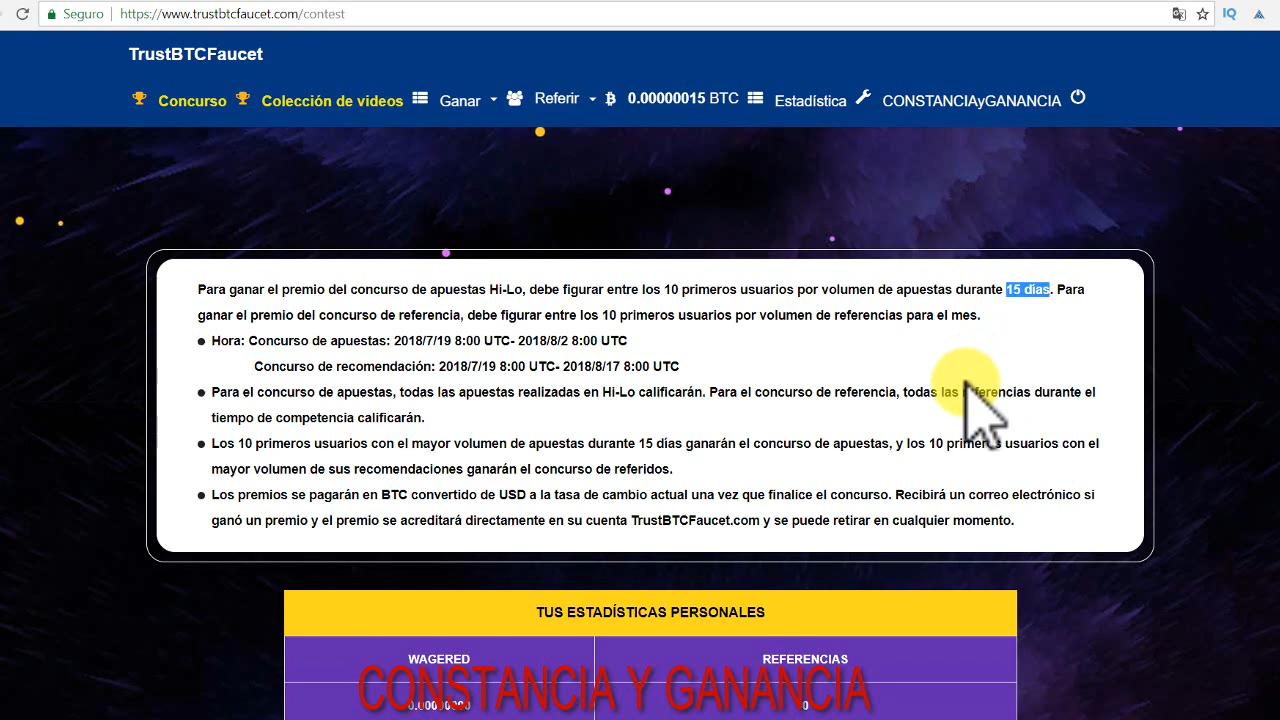 Seguro https://www.trustbtcfaucet.com/contest
IQ
TrustBTCFaucet
Concurso Colección de videos Ganar Referir 0.00000015 BTC Estadística CONSTANCIAyGANANCIA
Para ganar el premio del concurso de apuestas Hi-Lo, debe figurar entre los 10 primeros usuarios por volumen de apuestas durante 15 días. Para
ganar el premio del concurso de referencia, debe figurar entre los 10 primeros usuarios por volumen de referencias para el mes.
Hora: Concurso de apuestas: 2018/7/19 8:00 UTC- 2018/8/2 8:00 UTC
Concurso de recomendación: 2018/7/19 8:00 UTC- 2018/8/17 8:00 UTC
Para el concurso de apuestas, todas las apuestas realizadas en Hi-Lo calificarán. Para el concurso de referencia, todas las referencias durante el
tiempo de competencia calificarán.
Los 10 primeros usuarios con el mayor volumen de apuestas durante 15 días ganarán el concurso de apuestas, y los 10 primeros usuarios con el
mayor volumen de sus recomendaciones ganarán el concurso de referidos.
Los premios se pagarán en BTC convertido de USD a la tasa de cambio actual una vez que finalice el concurso. Recibirá un correo electrónico si
ganó un premio y el premio se acreditará directamente en su cuenta TrustBTCFaucet.com y se puede retirar en cualquier momento.
TUS ESTADÍSTICAS PERSONALES
WAGERED REFERENCIAS
CONSTANCIA Y GANANCIA
0.00000000